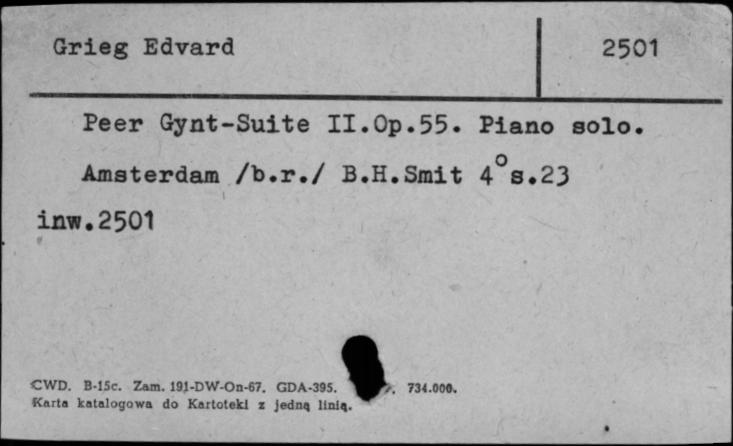 Grieg Edvard 2501
Peer Gynt-Suite II.Op.55. Piano solo.
Amsterdam /b.r./ B.H.Smit 4°s.23
inw.2501
CWD. B-15c. Zam. 191-DW-On-67. GDA-395. 734.000.
Karta katalogowa do Kartoteki z jedną linią.